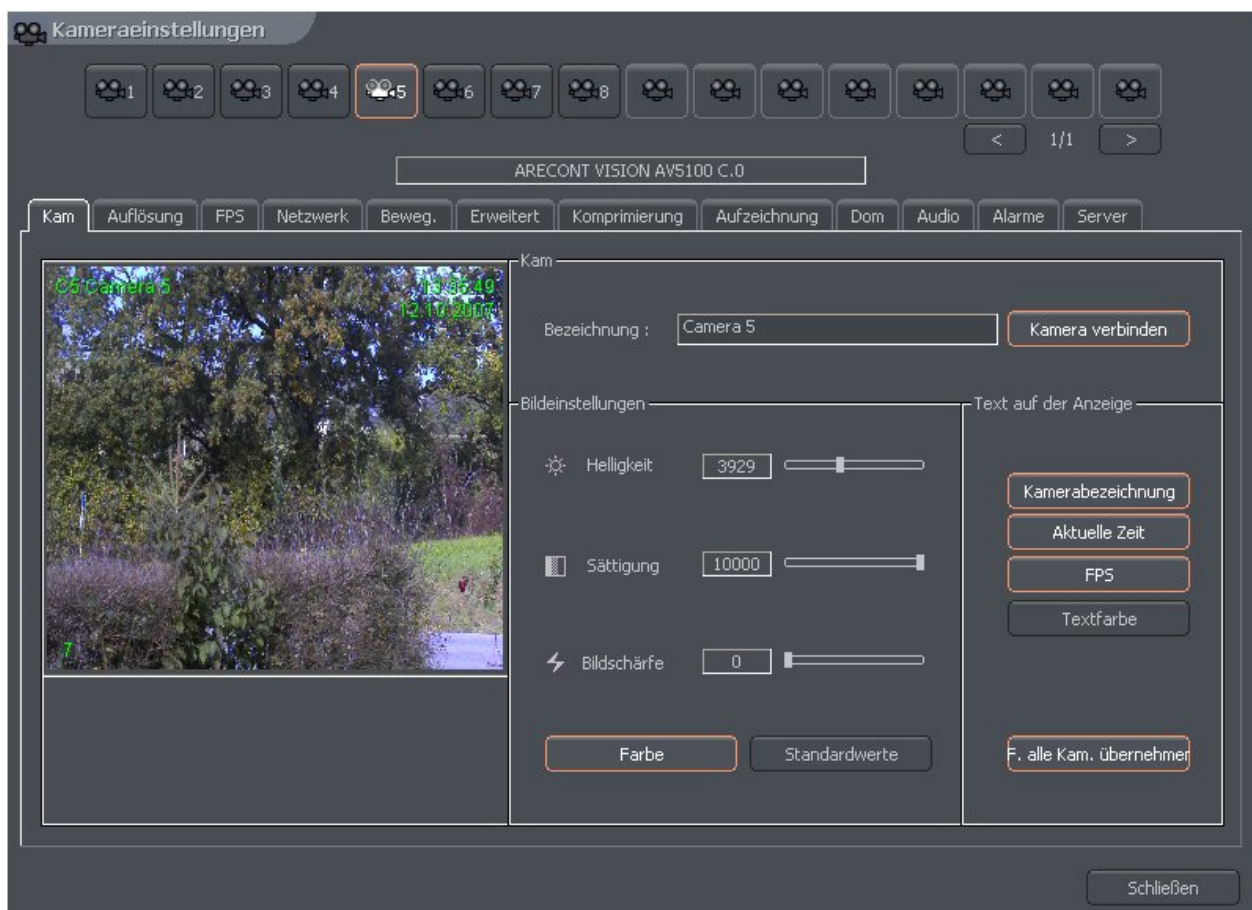 Kameraeinstellungen
1 2 3 4 5 6 7 8
< 1/1 >
ARECONT VISION AV5100 C.0
Kam Auflösung FPS Netzwerk Beweg. Erweitert Komprimierung Aufzeichnung Dom Audio Alarme Server
C5:Camera 5
12.10.2007
7
Kam
Bezeichnung : Camera 5 Kamera verbinden
Bildeinstellungen
Helligkeit 3929
Sättigung 10000
Bildschärfe 0
Farbe Standardwerte
Text auf der Anzeige
Kamerabezeichnung
Aktuelle Zeit
FPS
Textfarbe
F. alle Kam. übernehmen
Schließen